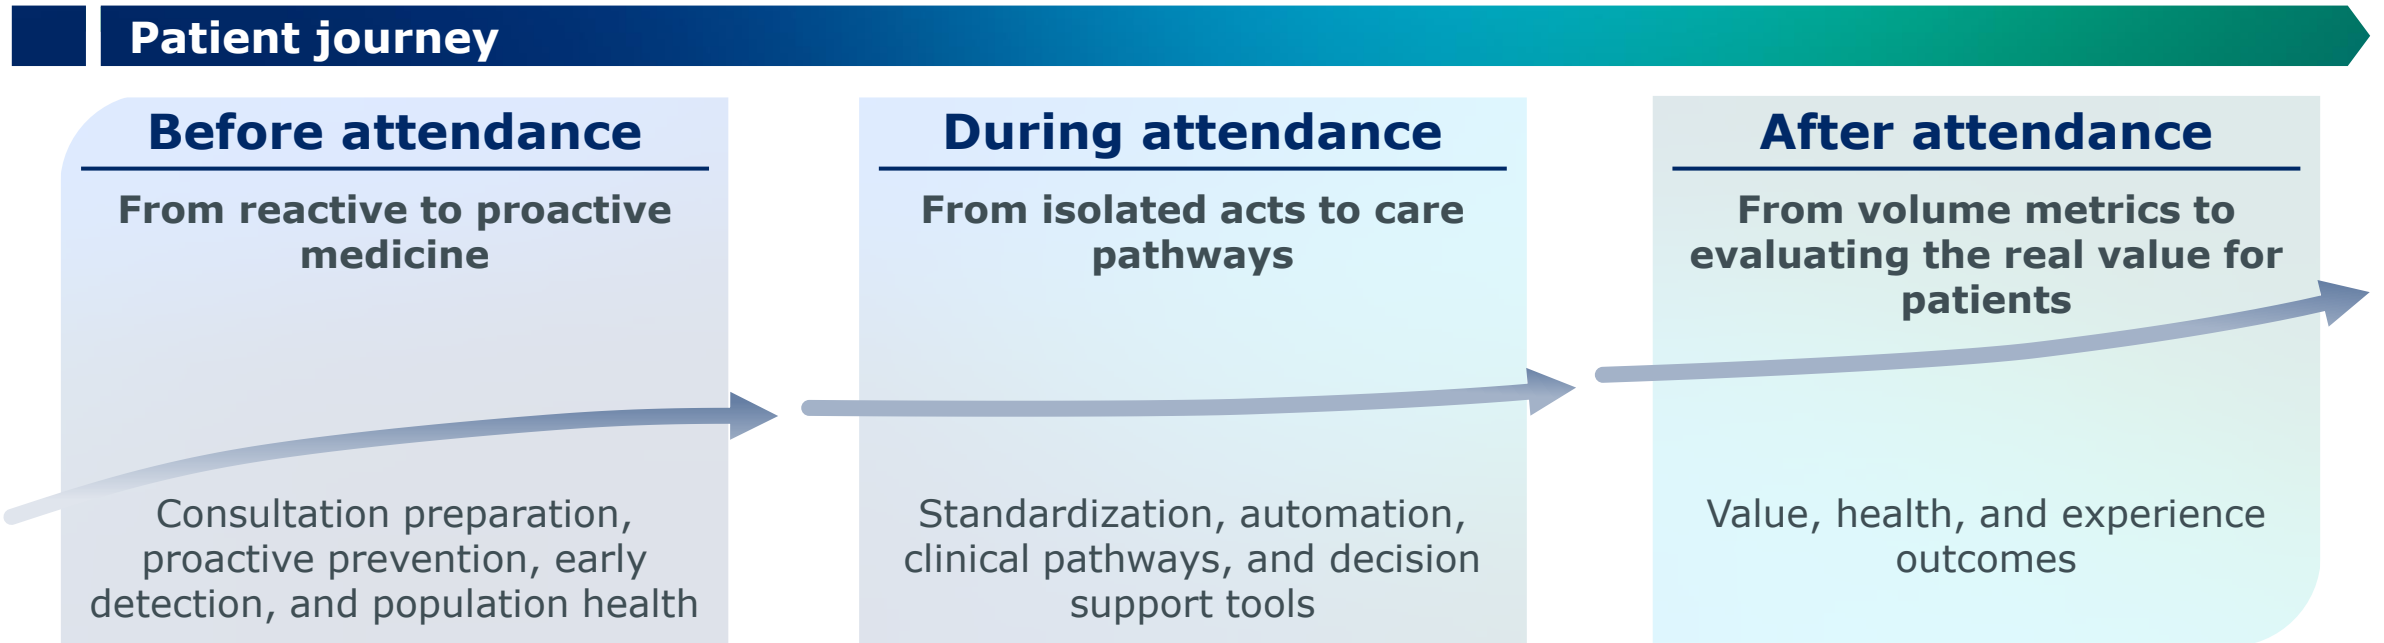 Patient journey
Before attendance
From reactive to proactive
medicine
Consultation preparation,
proactive prevention, early
detection, and population health
During attendance
From isolated acts to care
pathways
Standardization, automation,
clinical pathways, and decision
support tools
After attendance
From volume metrics to
evaluating the real value for
patients
Value, health, and experience
outcomes